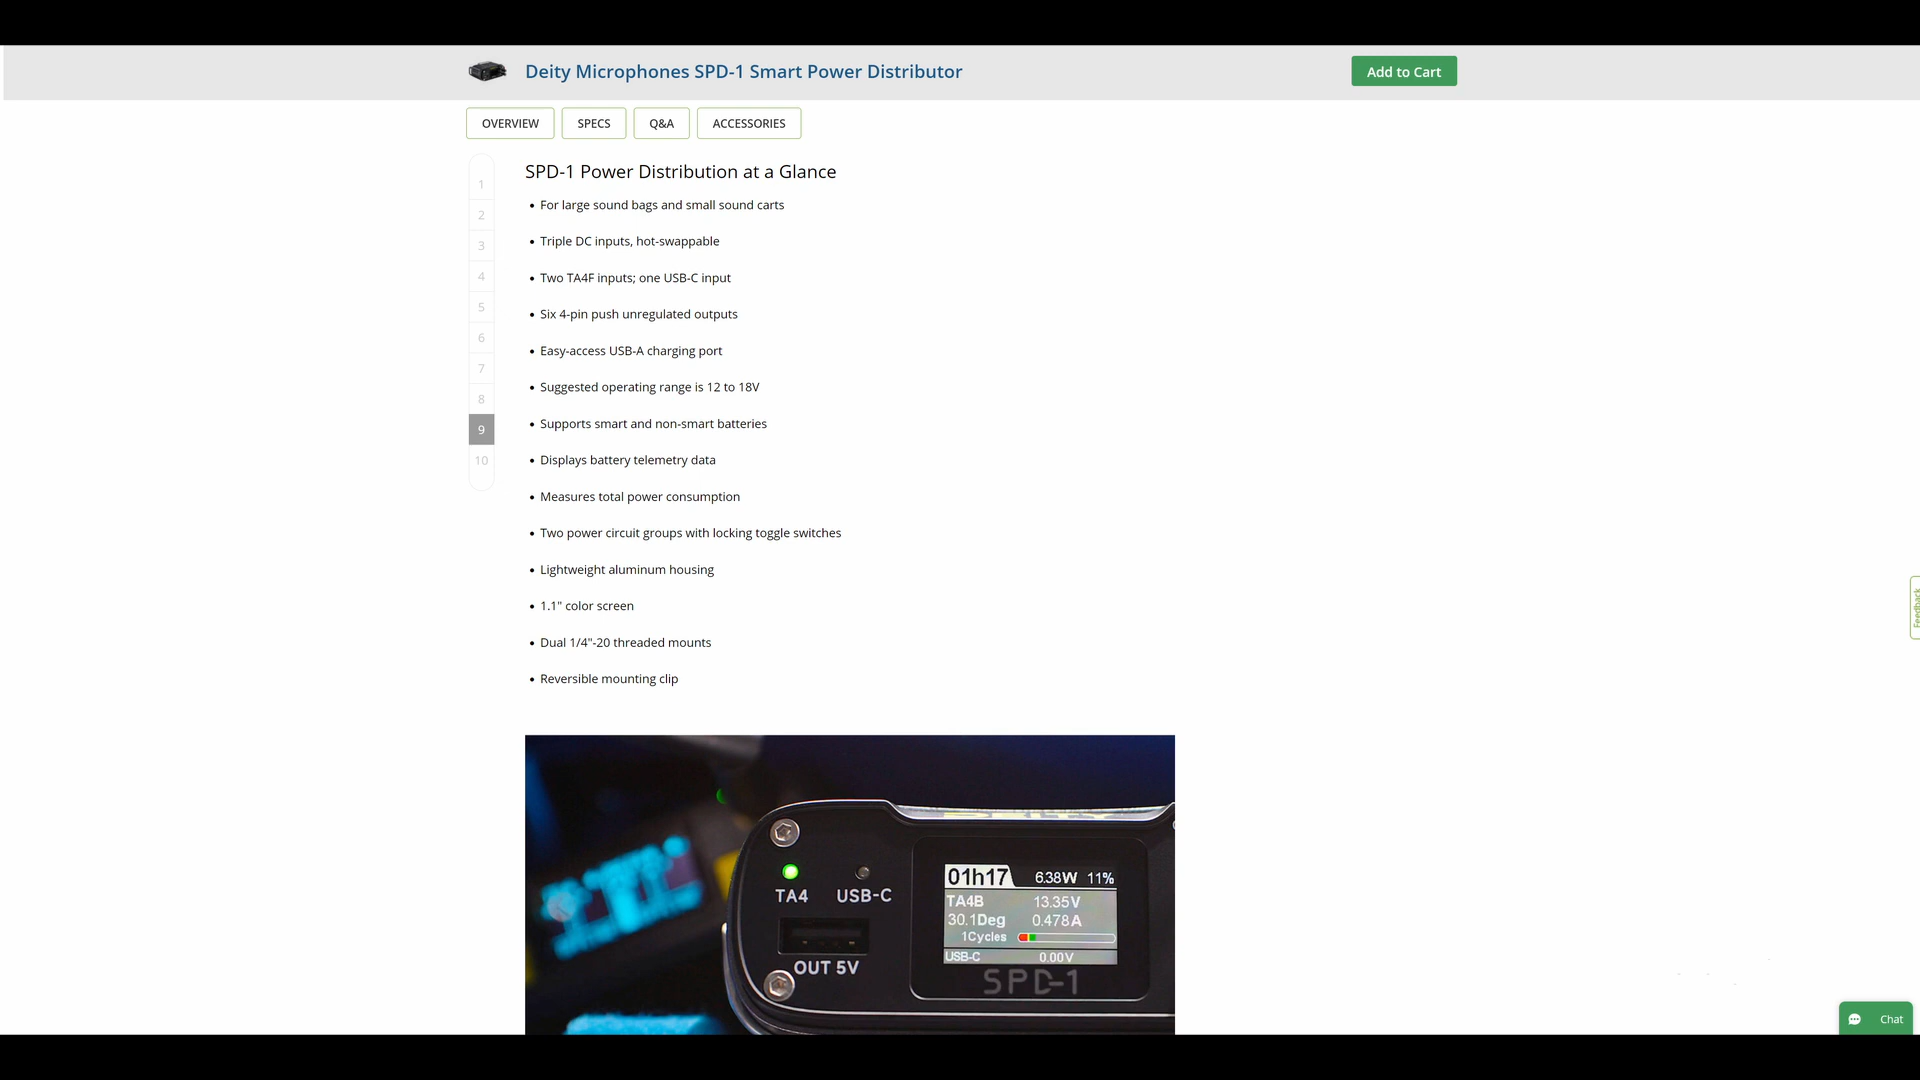 Deity Microphones SPD-1 Smart Power Distributor
Add to Cart
OVERVIEW
SPECS
Q&A
ACCESSORIES
1
2
3
4
5
6
7
8
9
10
SPD-1 Power Distribution at a Glance
• For large sound bags and small sound carts
• Triple DC inputs, hot-swappable
• Two TA4F inputs; one USB-C input
• Six 4-pin push unregulated outputs
• Easy-access USB-A charging port
• Suggested operating range is 12 to 18V
• Supports smart and non-smart batteries
• Displays battery telemetry data
• Measures total power consumption
• Two power circuit groups with locking toggle switches
• Lightweight aluminum housing
• 1.1" color screen
• Dual 1/4"-20 threaded mounts
• Reversible mounting clip
TA4
USB-C
OUT 5V
01h17 6.38W 11%
TA4B 13.35V
30.1Deg 0.478A
1Cycles
USB-C 0.00V
SPD-1
Feedback
Chat